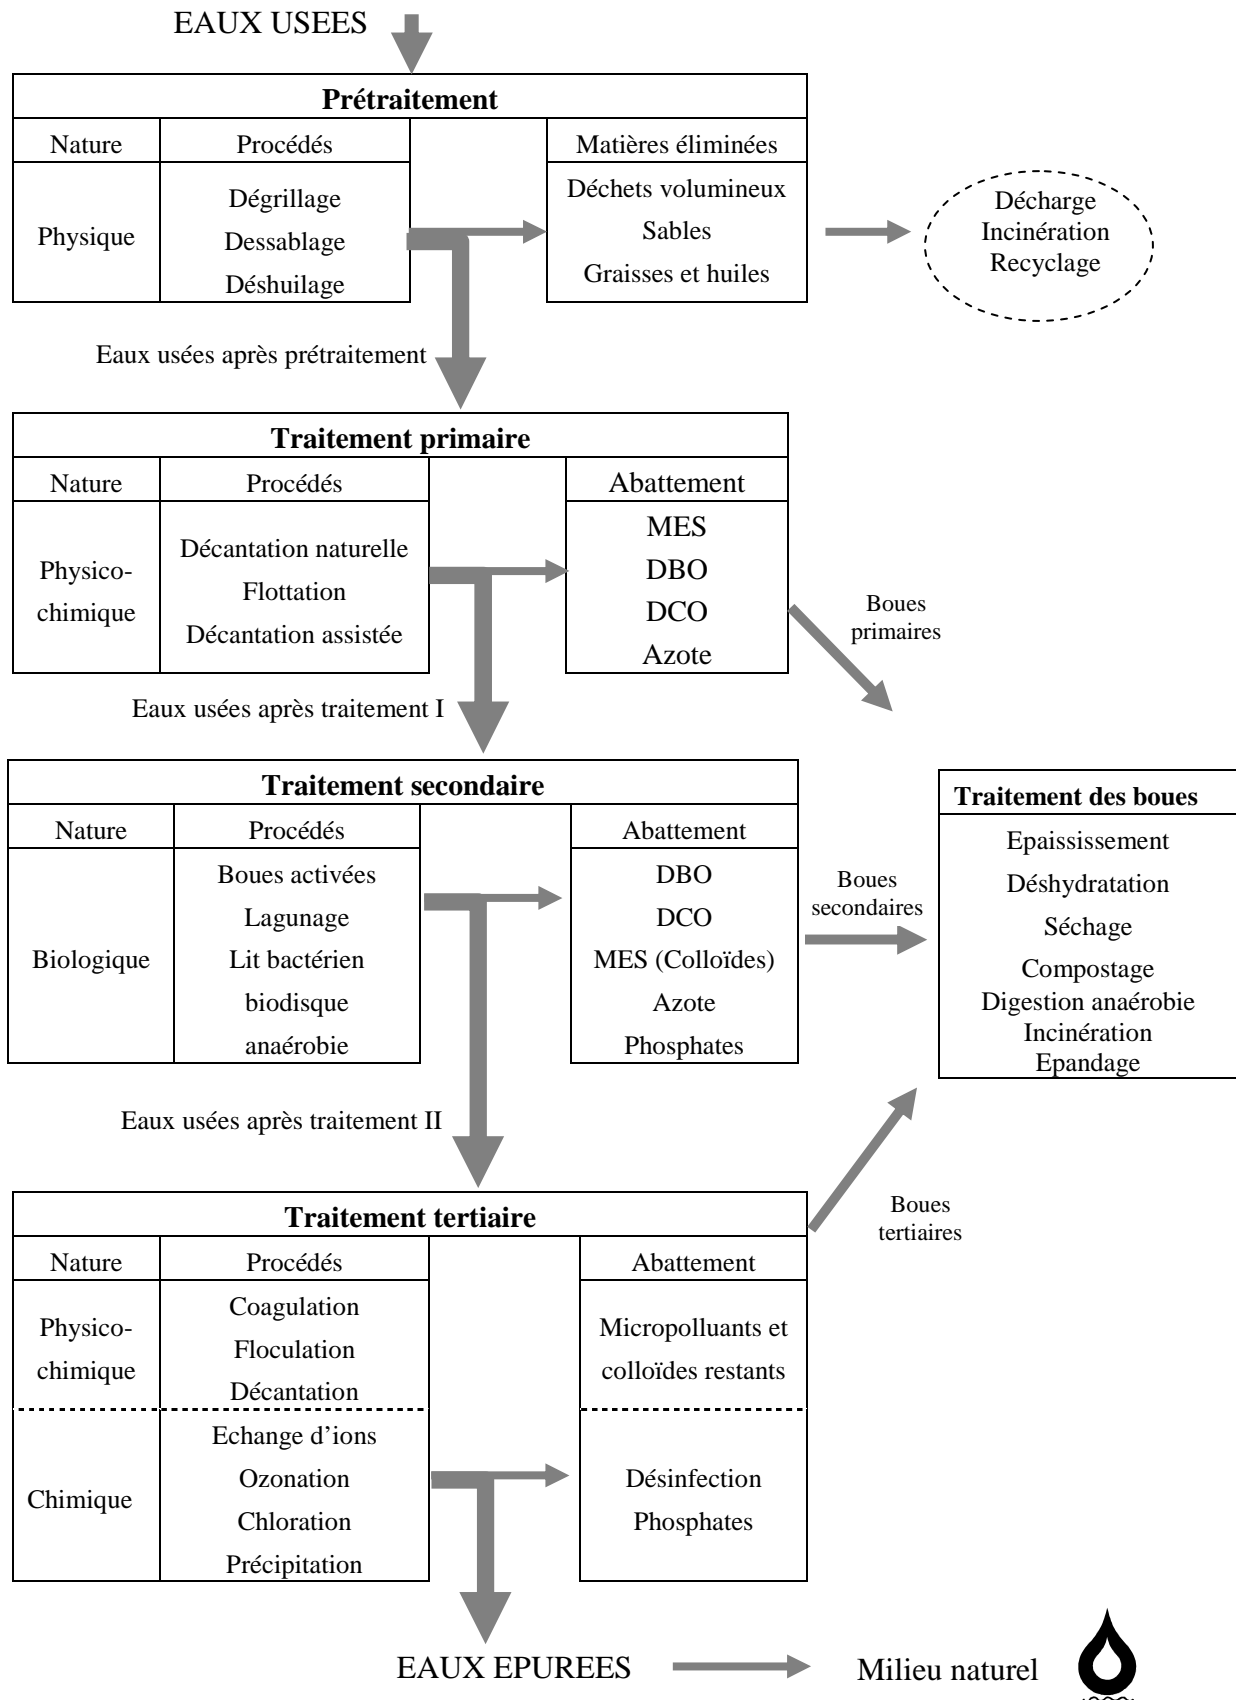 EAUX USEES
Prétraitement
Nature
Procédés
Matières éliminées
Physique
Dégrillage
Dessablage
Déshuilage
Déchets volumineux
Sables
Graisses et huiles
Décharge
Incinération
Recyclage
Eaux usées après prétraitement
Traitement primaire
Nature
Procédés
Abattement
Physico-
chimique
Décantation naturelle
Flottation
Décantation assistée
MES
DBO
DCO
Azote
Boues
primaires
Eaux usées après traitement I
Traitement secondaire
Nature
Procédés
Abattement
Biologique
Boues activées
Lagunage
Lit bactérien
biodisque
anaérobie
DBO
DCO
MES (Colloïdes)
Azote
Phosphates
Boues
secondaires
Traitement des boues
Epaississement
Déshydratation
Séchage
Compostage
Digestion anaérobie
Incinération
Epandage
Eaux usées après traitement II
Traitement tertiaire
Nature
Procédés
Abattement
Physico-
chimique
Coagulation
Floculation
Décantation
Micropolluants et
colloïdes restants
Boues
tertiaires
Chimique
Echange d’ions
Ozonation
Chloration
Précipitation
Désinfection
Phosphates
EAUX EPUREES
Milieu naturel